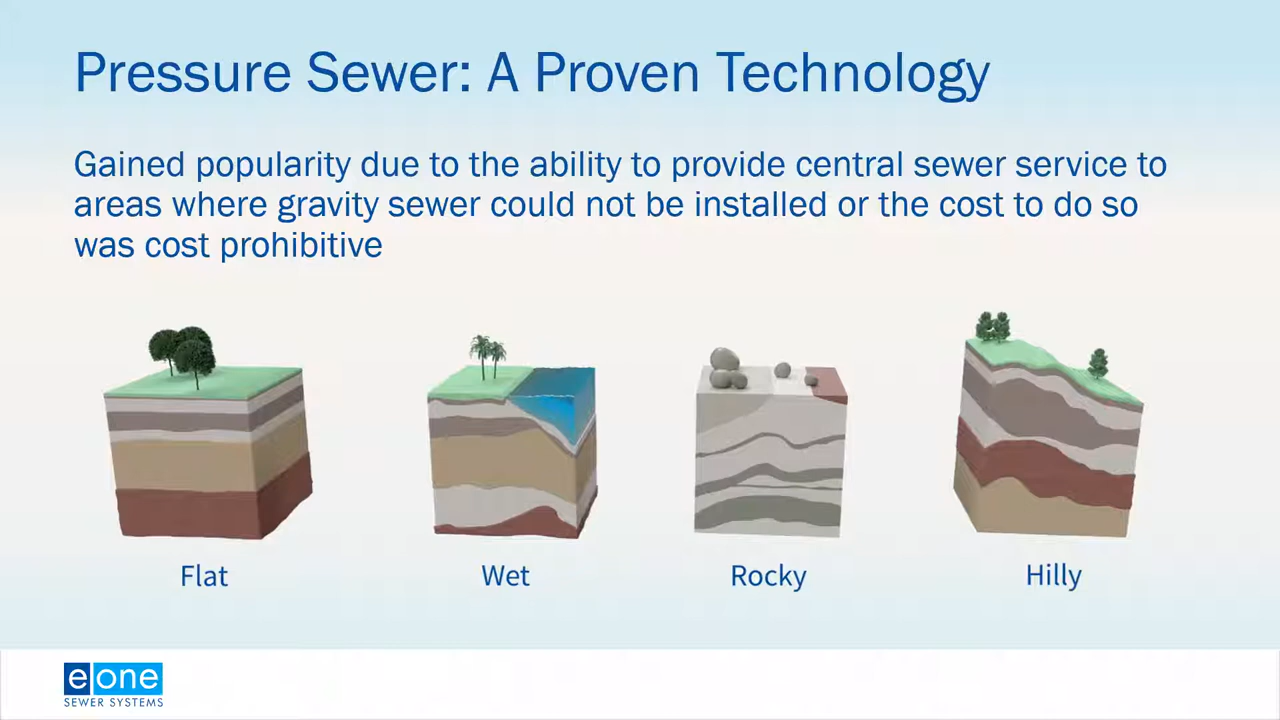 Pressure Sewer: A Proven Technology
Gained popularity due to the ability to provide central sewer service to
areas where gravity sewer could not be installed or the cost to do so
was cost prohibitive
Flat
Wet
Rocky
Hilly
e one
SEWER SYSTEMS